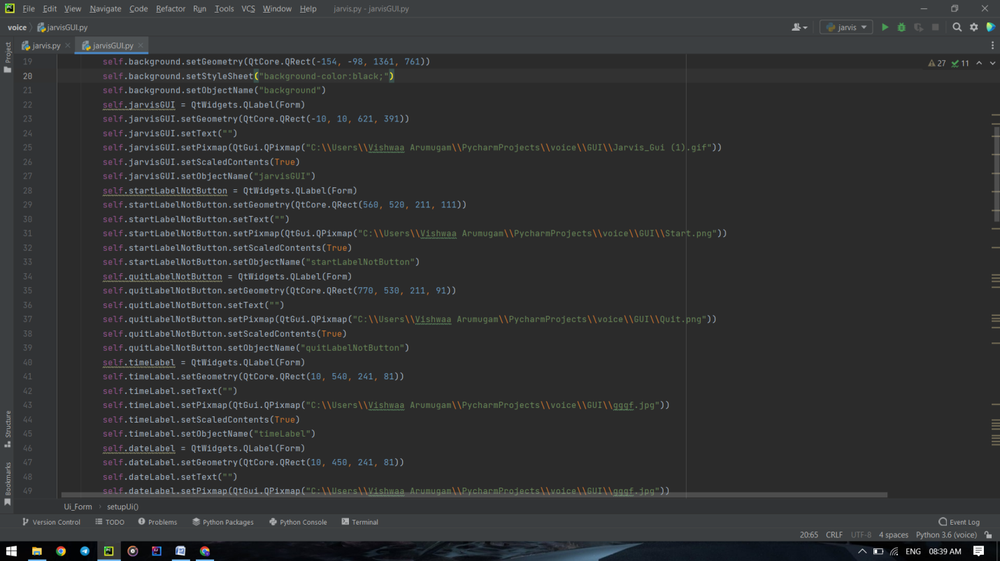 File Edit View Navigate Code Refactor Run Tools VCS Window Help jarvis.py - jarvisGUI.py
voice jarvisGUI.py jarvis
Project
jarvis.py jarvisGUI.py
27 11
19 self.background.setGeometry(QtCore.QRect(-154, -98, 1361, 761))
20 self.background.setStyleSheet("background-color:black;")
21 self.background.setObjectName("background")
22 self.jarvisGUI = QtWidgets.QLabel(Form)
23 self.jarvisGUI.setGeometry(QtCore.QRect(-10, 10, 621, 391))
24 self.jarvisGUI.setText("")
25 self.jarvisGUI.setPixmap(QtGui.QPixmap("C:\\Users\\Vishwaa Arumugam\\PycharmProjects\\voice\\GUI\\Jarvis_Gui (1).gif"))
26 self.jarvisGUI.setScaledContents(True)
27 self.jarvisGUI.setObjectName("jarvisGUI")
28 self.startLabelNotButton = QtWidgets.QLabel(Form)
29 self.startLabelNotButton.setGeometry(QtCore.QRect(560, 520, 211, 111))
30 self.startLabelNotButton.setText("")
31 self.startLabelNotButton.setPixmap(QtGui.QPixmap("C:\\Users\\Vishwaa Arumugam\\PycharmProjects\\voice\\GUI\\Start.png"))
32 self.startLabelNotButton.setScaledContents(True)
33 self.startLabelNotButton.setObjectName("startLabelNotButton")
34 self.quitLabelNotButton = QtWidgets.QLabel(Form)
35 self.quitLabelNotButton.setGeometry(QtCore.QRect(770, 530, 211, 91))
36 self.quitLabelNotButton.setText("")
37 self.quitLabelNotButton.setPixmap(QtGui.QPixmap("C:\\Users\\Vishwaa Arumugam\\PycharmProjects\\voice\\GUI\\Quit.png"))
38 self.quitLabelNotButton.setScaledContents(True)
39 self.quitLabelNotButton.setObjectName("quitLabelNotButton")
40 self.timeLabel = QtWidgets.QLabel(Form)
41 self.timeLabel.setGeometry(QtCore.QRect(10, 540, 241, 81))
42 self.timeLabel.setText("")
43 self.timeLabel.setPixmap(QtGui.QPixmap("C:\\Users\\Vishwaa Arumugam\\PycharmProjects\\voice\\GUI\\gggf.jpg"))
44 self.timeLabel.setScaledContents(True)
45 self.timeLabel.setObjectName("timeLabel")
46 self.dateLabel = QtWidgets.QLabel(Form)
47 self.dateLabel.setGeometry(QtCore.QRect(10, 450, 241, 81))
48 self.dateLabel.setText("")
49 self.dateLabel.setPixmap(QtGui.QPixmap("C:\\Users\\Vishwaa Arumugam\\PycharmProjects\\voice\\GUI\\gggf.jpg"))
Structure
Bookmarks
Ui_Form setupUi()
Version Control TODO Problems Python Packages Python Console Terminal Event Log
20:65 CRLF UTF-8 4 spaces Python 3.6 (voice)
ENG 08:39 AM